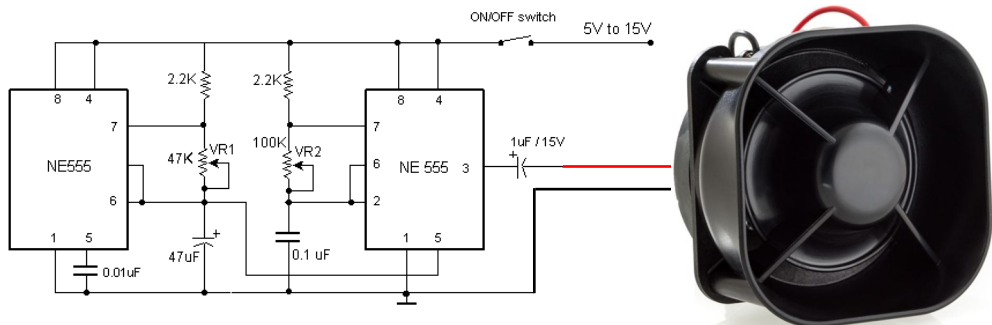 ON/OFF switch
5V to 15V
2.2K
2.2K
8
4
8
4
7
7
1uF / 15V
+
100K
VR1
VR2
47K
6
NE555
NE 555
3
6
2
1
5
+
1
5
47uF
0.1 uF
0.01uF